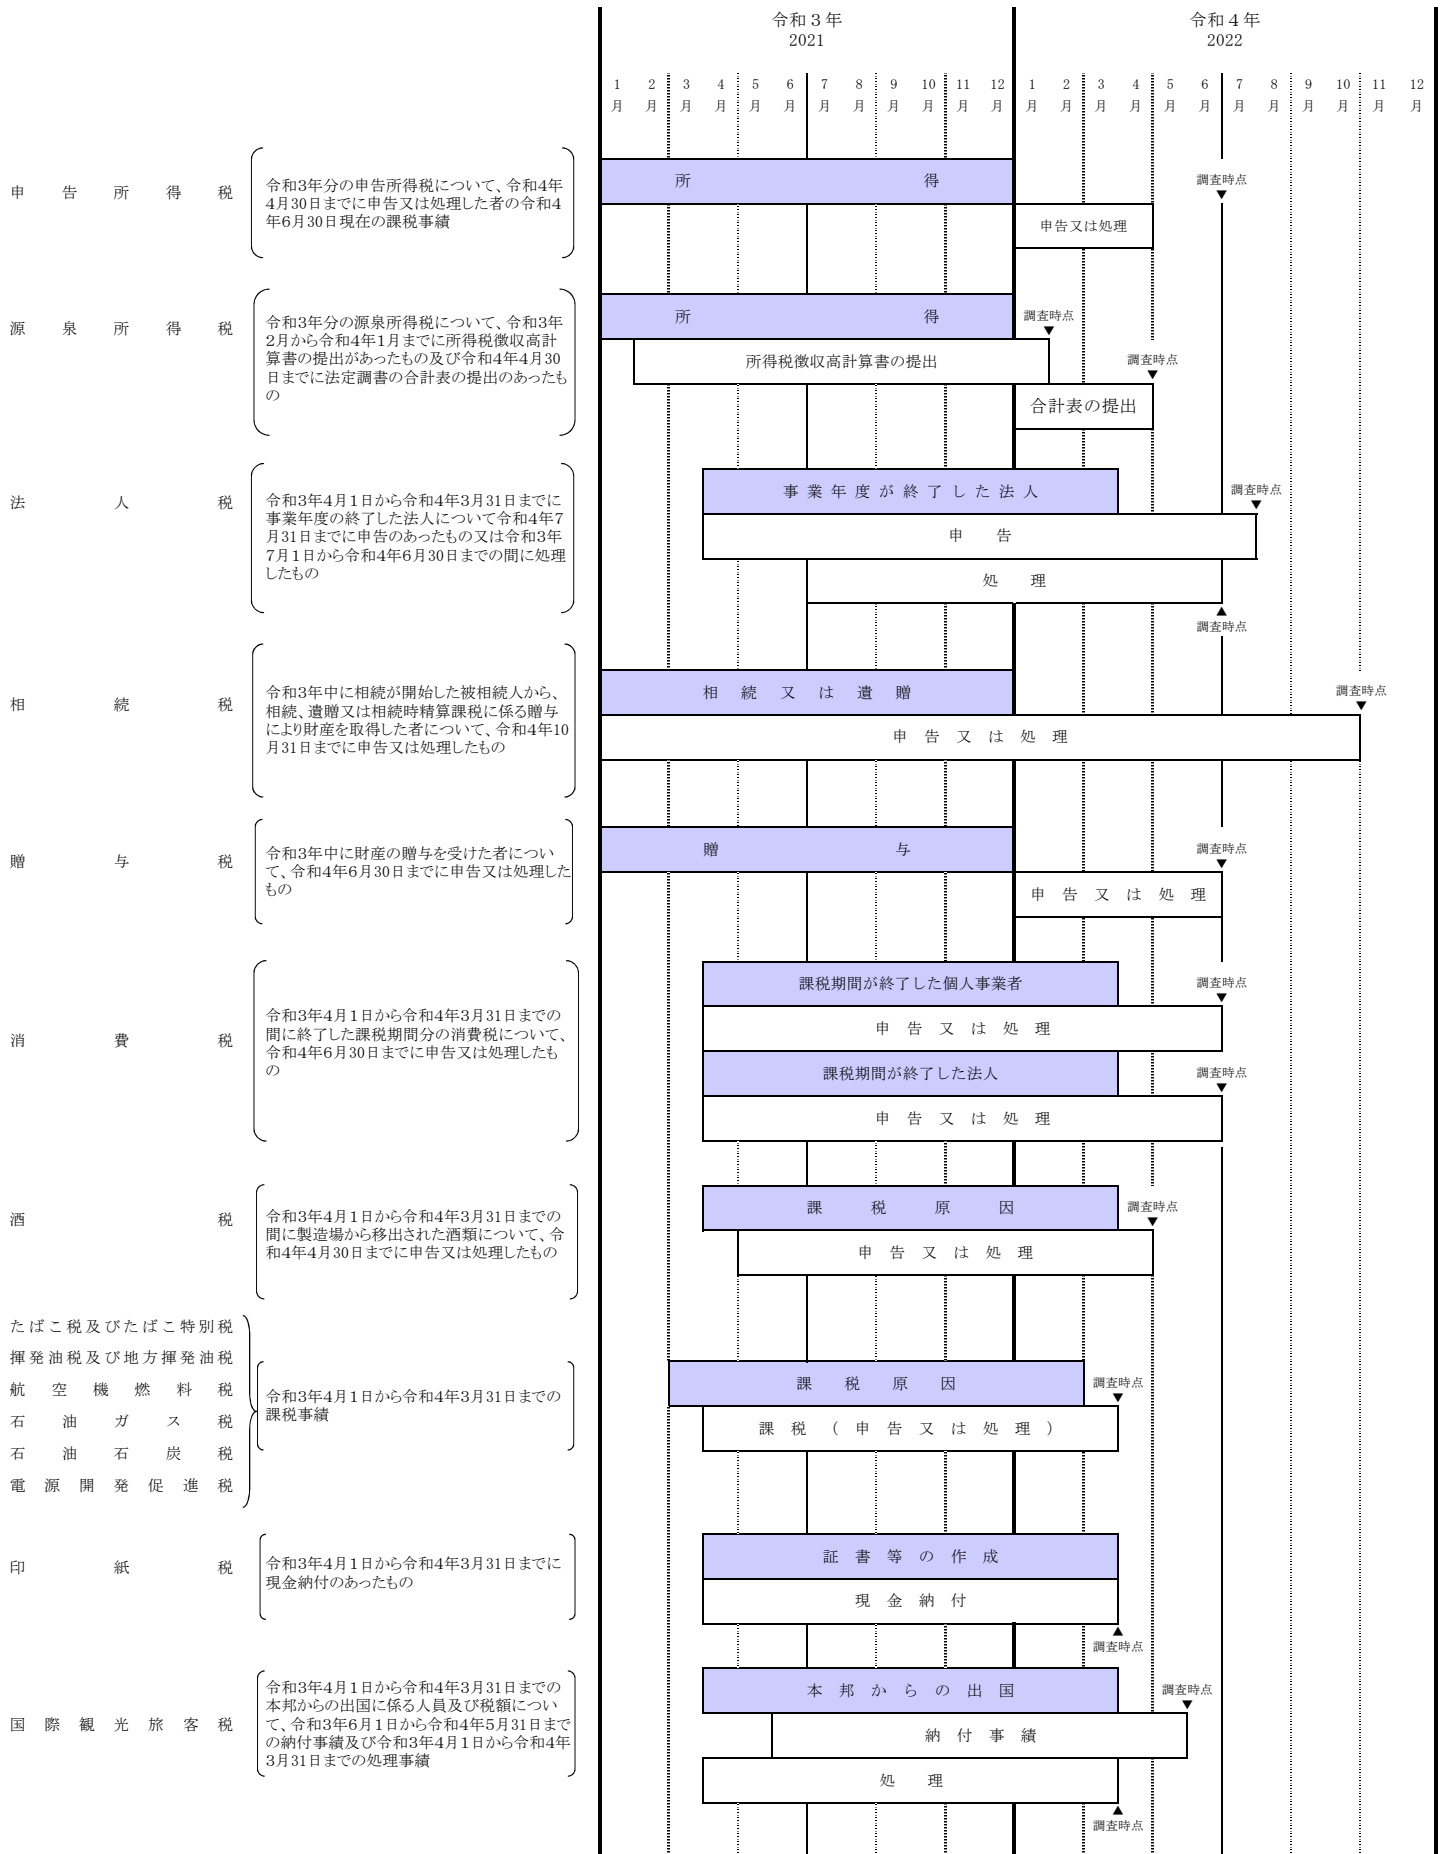 令和３年
2021
令和４年
2022
1 2 3 4 5 6 7 8 9 10 11 12 1 2 3 4 5 6 7 8 9 10 11 12
月 月 月 月 月 月 月 月 月 月 月 月 月 月 月 月 月 月 月 月 月 月 月 月
申告所得税
令和3年分の申告所得税について、令和4年
4月30日までに申告又は処理した者の令和4
年6月30日現在の課税事績
所得
調査時点
▼
申告又は処理
源泉所得税
令和3年分の源泉所得税について、令和3年
2月から令和4年1月までに所得税徴収高計
算書の提出があったもの及び令和4年4月30
日までに法定調書の合計表の提出のあったも
の
所得
調査時点
▼
所得税徴収高計算書の提出
調査時点
▼
合計表の提出
法人税
令和3年4月1日から令和4年3月31日までに
事業年度の終了した法人について令和4年7
月31日までに申告のあったもの又は令和3年
7月1日から令和4年6月30日までの間に処理
したもの
事業年度が終了した法人
調査時点
▼
申告
処理
▲
調査時点
相続税
令和3年中に相続が開始した被相続人から、
相続、遺贈又は相続時精算課税に係る贈与
により財産を取得した者について、令和4年10
月31日までに申告又は処理したもの
相続又は遺贈
調査時点
▼
申告又は処理
贈与税
令和3年中に財産の贈与を受けた者につい
て、令和4年6月30日までに申告又は処理した
もの
贈与
調査時点
▼
申告又は処理
消費税
令和3年4月1日から令和4年3月31日までの
間に終了した課税期間分の消費税について、
令和4年6月30日までに申告又は処理したも
の
課税期間が終了した個人事業者
調査時点
▼
申告又は処理
課税期間が終了した法人
調査時点
▼
申告又は処理
酒税
令和3年4月1日から令和4年3月31日までの
間に製造場から移出された酒類について、令
和4年4月30日までに申告又は処理したもの
課税原因
調査時点
▼
申告又は処理
たばこ税及びたばこ特別税
揮発油税及び地方揮発油税
航空機燃料税
石油ガス税
石油石炭税
電源開発促進税
令和3年4月1日から令和4年3月31日までの
課税事績
課税原因
調査時点
▼
課税（申告又は処理）
印紙税
令和3年4月1日から令和4年3月31日までに
現金納付のあったもの
証書等の作成
現金納付
▲
調査時点
国際観光旅客税
令和3年4月1日から令和4年3月31日までの
本邦からの出国に係る人員及び税額につい
て、令和3年6月1日から令和4年5月31日まで
の納付事績及び令和3年4月1日から令和4年
3月31日までの処理事績
本邦からの出国
調査時点
▼
納付事績
処理
▲
調査時点